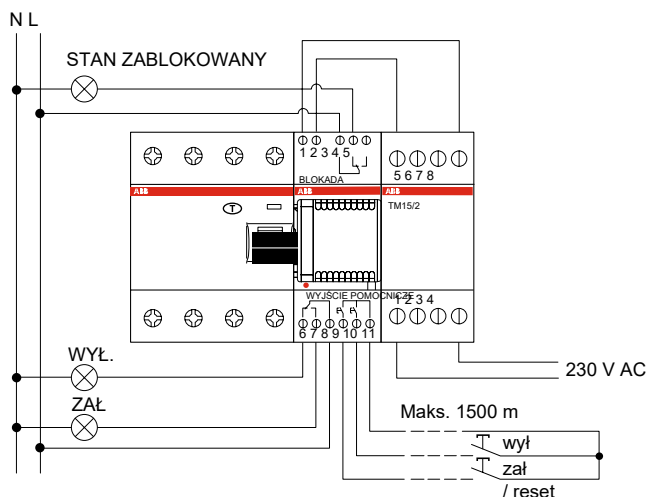 N L
STAN ZABLOKOWANY
1 2 3 4 5
5 6 7 8
BLOKADA
ABB
ABB
ABB
TM15/2
T
WYJŚCIE POMOCNICZE
1 2 3 4
6 7 8 9 10 11
WYŁ.
230 V AC
ZAŁ
Maks. 1500 m
wył
zał
/ reset